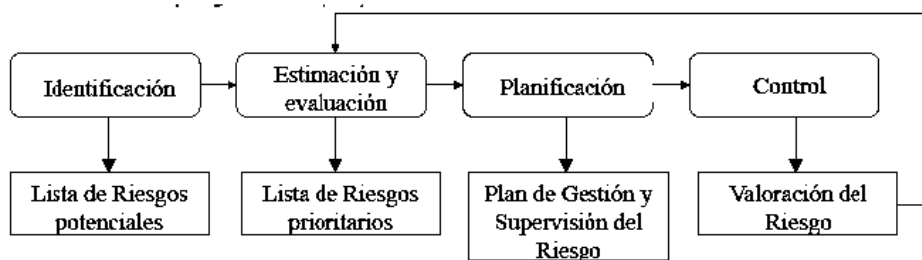 Identificación
Estimación y
evaluación
Planificación
Control
Lista de Riesgos
potenciales
Lista de Riesgos
prioritarios
Plan de Gestión y
Supervisión del
Riesgo
Valoración del
Riesgo